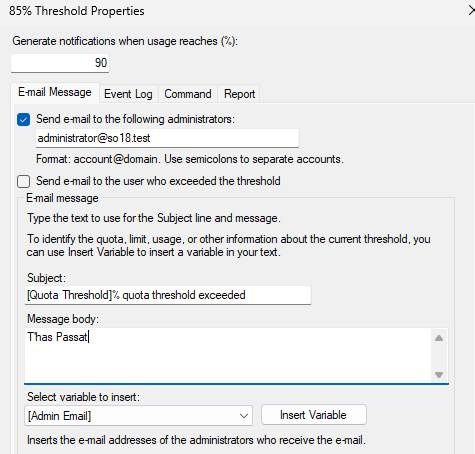 85% Threshold Properties
Generate notifications when usage reaches (%):
90
E-mail Message Event Log Command Report
Send e-mail to the following administrators:
administrator@so18.test
Format: account@domain. Use semicolons to separate accounts.
Send e-mail to the user who exceeded the threshold
E-mail message
Type the text to use for the Subject line and message.
To identify the quota, limit, usage, or other information about the current threshold, you
can use Insert Variable to insert a variable in your text.
Subject:
[Quota Threshold]% quota threshold exceeded
Message body:
T'has Passat
Select variable to insert:
[Admin Email] Insert Variable
Inserts the e-mail addresses of the administrators who receive the e-mail.